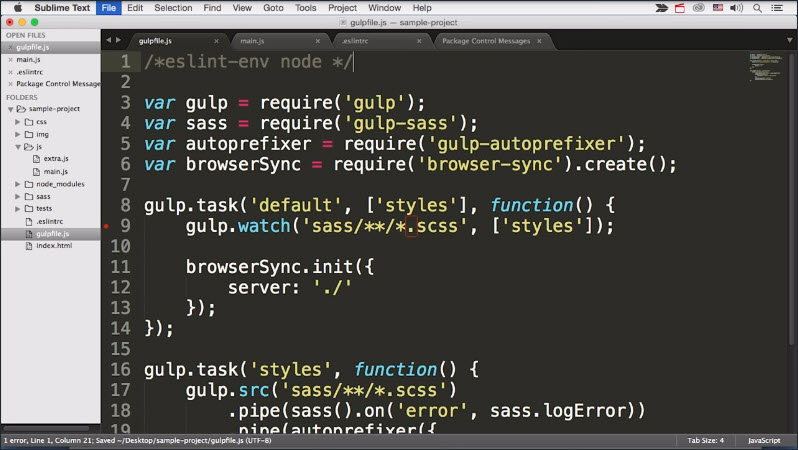 Sublime Text File Edit Selection Find View Goto Tools Project Window Help
gulpfile.js — sample-project
gulpfile.js
main.js
.eslintrc
Package Control Message
FOLDERS
sample-project
css
img
js
extra.js
main.js
node_modules
sass
tests
.eslintrc
gulpfile.js
index.html
gulpfile.js main.js .eslintrc Package Control Messages
1 /*eslint-env node */
2
3 var gulp = require('gulp');
4 var sass = require('gulp-sass');
5 var autoprefixer = require('gulp-autoprefixer');
6 var browserSync = require('browser-sync').create();
7
8 gulp.task('default', ['styles'], function() {
9 gulp.watch('sass/**/*.scss', ['styles']);
10
11 browserSync.init({
12 server: './'
13 });
14 });
15
16 gulp.task('styles', function() {
17 gulp.src('sass/**/*.scss')
18 .pipe(sass().on('error', sass.logError))
19 .pipe(autoprefixer({
1 error, Line 1, Column 21; Saved ~/Desktop/sample-project/gulpfile.js (UTF-8) Tab Size: 4 JavaScript